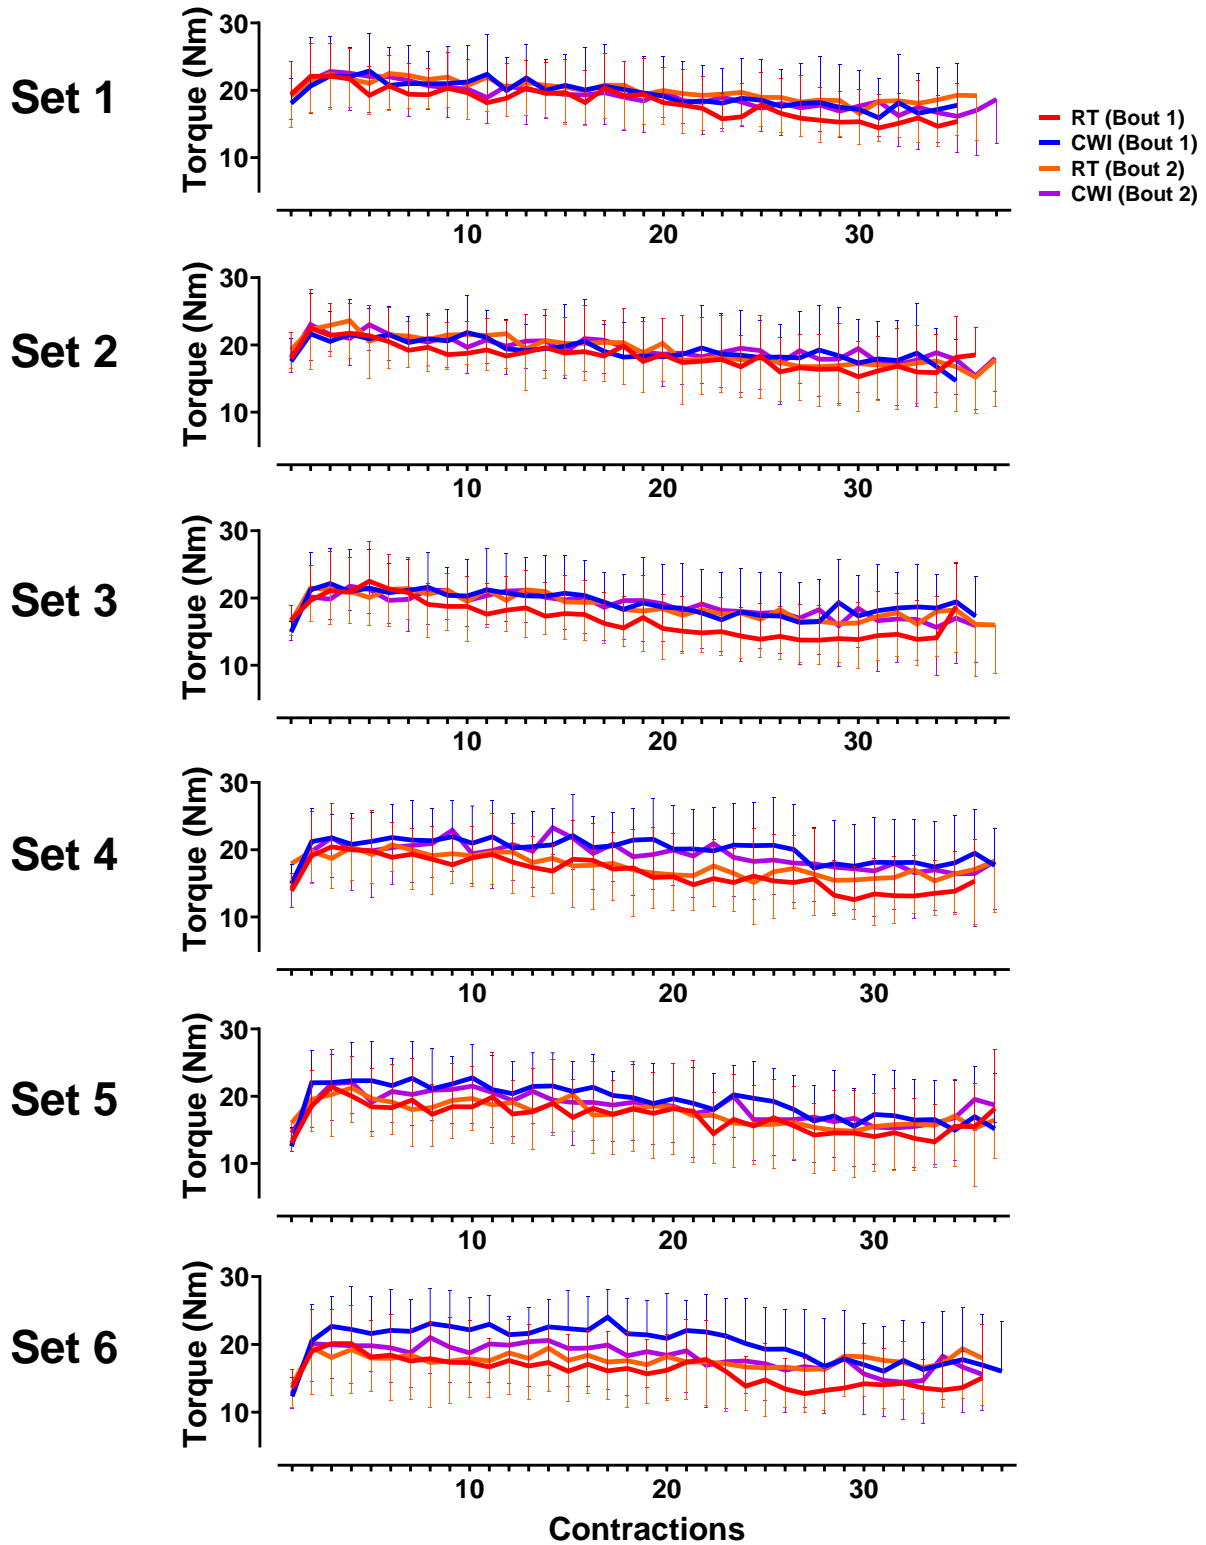 Set 1
Torque (Nm)
30
20
10
10 20 30
RT (Bout 1)
CWI (Bout 1)
RT (Bout 2)
CWI (Bout 2)
Set 2
Torque (Nm)
30
20
10
10 20 30
Set 3
Torque (Nm)
30
20
10
10 20 30
Set 4
Torque (Nm)
30
20
10
10 20 30
Set 5
Torque (Nm)
30
20
10
10 20 30
Set 6
Torque (Nm)
30
20
10
10 20 30
Contractions